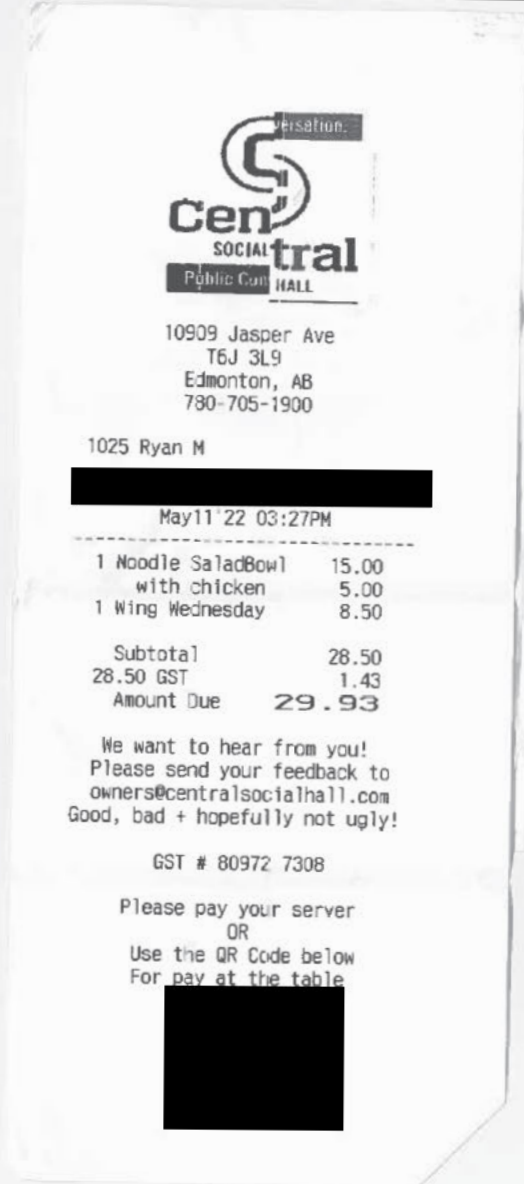 versation.
Cen
SOCIAL tral
Public Con HALL
10909 Jasper Ave
T6J 3L9
Edmonton, AB
780-705-1900
1025 Ryan M
May11'22 03:27PM
1 Noodle SaladBowl 15.00
with chicken 5.00
1 Wing Wednesday 8.50
Subtotal 28.50
28.50 GST 1.43
Amount Due 29.93
We want to hear from you!
Please send your feedback to
owners@centralsocialhall.com
Good, bad + hopefully not ugly!
GST # 80972 7308
Please pay your server
OR
Use the QR Code below
For pay at the table